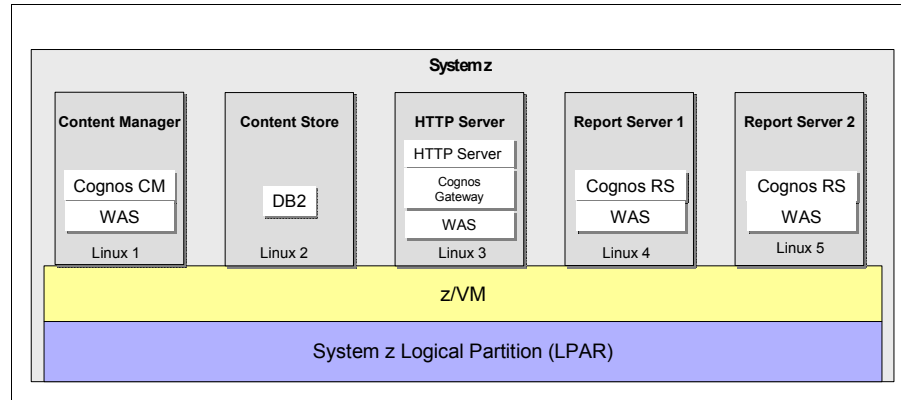 System z
Content Manager
Cognos CM
WAS
Linux 1
Content Store
DB2
Linux 2
HTTP Server
HTTP Server
Cognos
Gateway
WAS
Linux 3
Report Server 1
Cognos RS
WAS
Linux 4
Report Server 2
Cognos RS
WAS
Linux 5
z/VM
System z Logical Partition (LPAR)